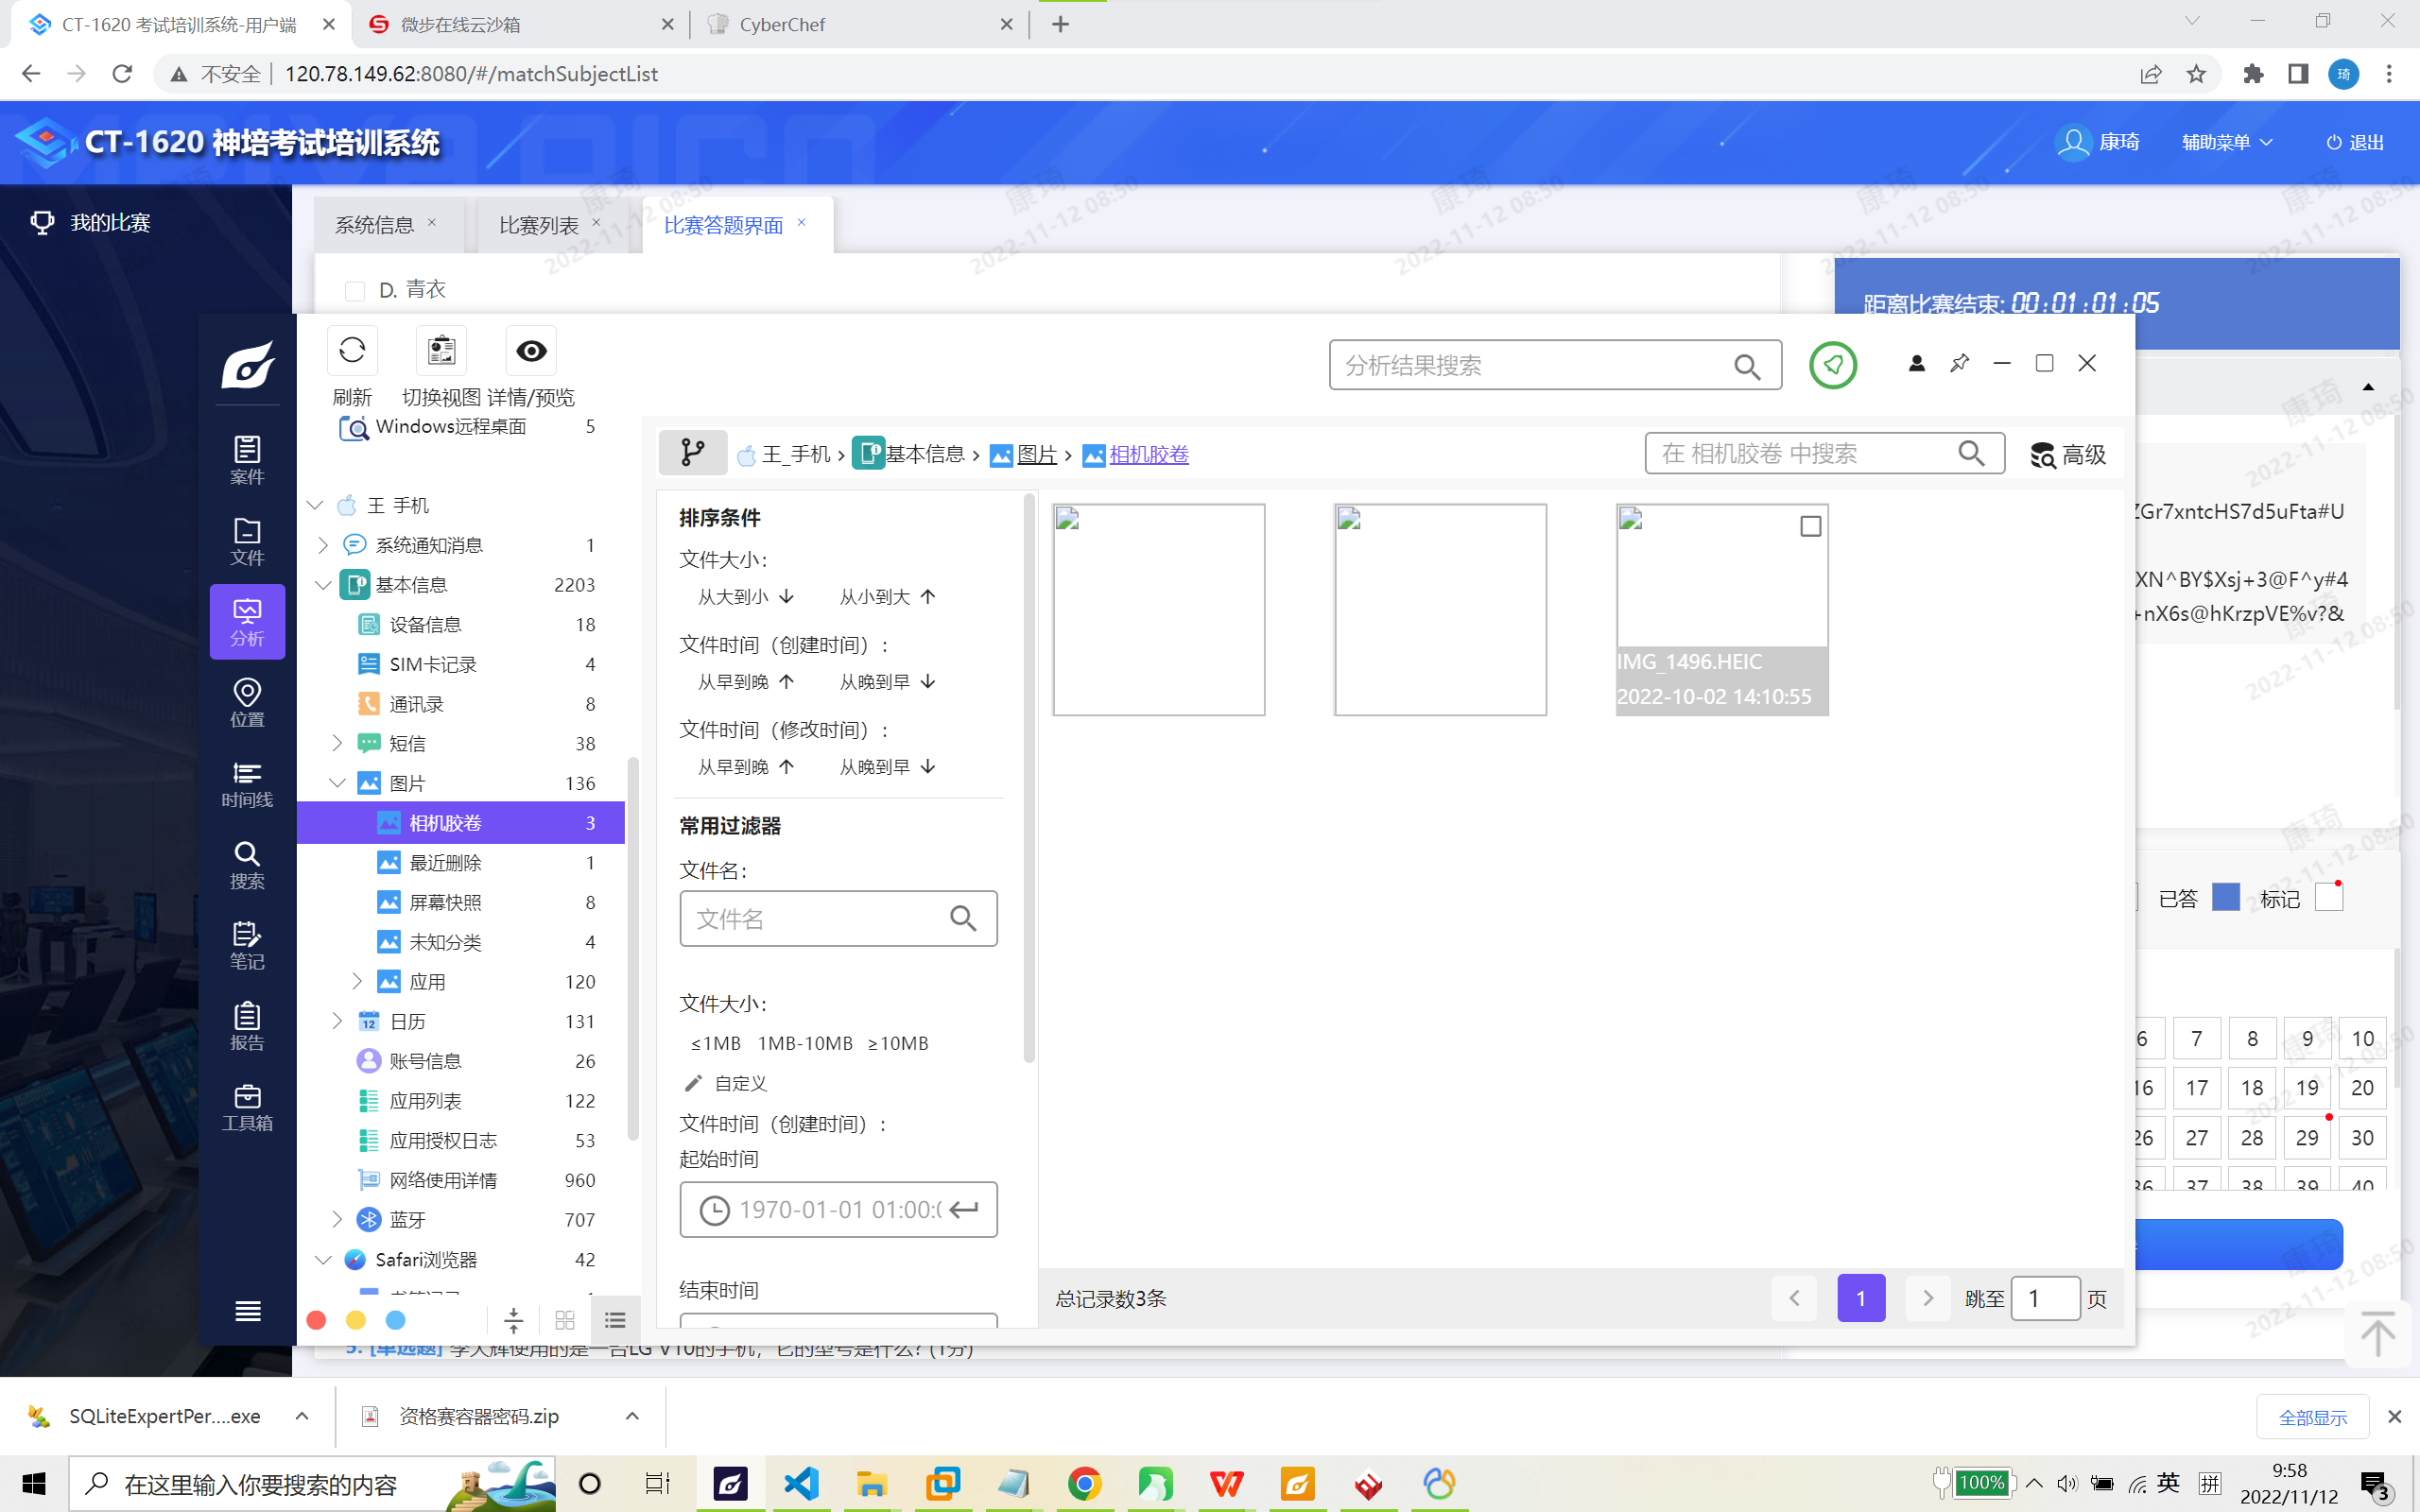 CT-1620 考试培训系统-用户端
微步在线云沙箱
CyberChef
不安全 120.78.149.62:8080/#/matchSubjectList
琦
CT-1620 神培考试培训系统
康琦
辅助菜单
退出
我的比赛
系统信息 ×
比赛列表 ×
比赛答题界面 ×
D. 青衣
距离比赛结束: 00:01:01:05
刷新
切换视图
详情/预览
分析结果搜索
Windows远程桌面 5
王_手机 › 基本信息 › 图片 › 相机胶卷
在 相机胶卷 中搜索
高级
案件
文件
分析
位置
时间线
搜索
笔记
报告
工具箱
王 手机
系统通知消息 1
基本信息 2203
设备信息 18
SIM卡记录 4
通讯录 8
短信 38
图片 136
相机胶卷 3
最近删除 1
屏幕快照 8
未知分类 4
应用 120
日历 131
账号信息 26
应用列表 122
应用授权日志 53
网络使用详情 960
蓝牙 707
Safari浏览器 42
排序条件
文件大小:
从大到小 ↓ 从小到大 ↑
文件时间（创建时间）:
从早到晚 ↑ 从晚到早 ↓
文件时间（修改时间）:
从早到晚 ↑ 从晚到早 ↓
常用过滤器
文件名:
文件名
文件大小:
≤1MB 1MB-10MB ≥10MB
自定义
文件时间（创建时间）:
起始时间
1970-01-01 01:00:0
结束时间
IMG_1496.HEIC
2022-10-02 14:10:55
总记录数3条
1
跳至 1 页
ZGr7xntcHS7d5uFta#U
XN^BY$Xsj+3@F^y#4
+nX6s@hKrzpVE%v?&
已答 标记
6 7 8 9 10
16 17 18 19 20
26 27 28 29 30
36 37 38 39 40
5. [单选题] 李大辉使用的是一台LG V10的手机，它的型号是什么? (1分)
康琦
2022-11-12 08:50
SQLiteExpertPer....exe
资格赛容器密码.zip
全部显示
在这里输入你要搜索的内容
100%
英
拼
9:58
2022/11/12
3